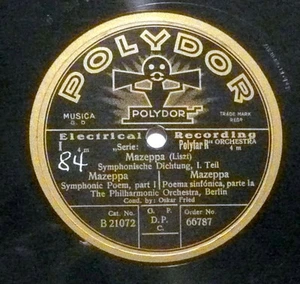 POLYDOR
POLYDOR
MUSICA
TRADE MARK
Electrical Recording
I 4 m "Serie: Polyfar R" ORCHESTRA 4 m
84
Mazeppa (Liszt)
Symphonische Dichtung, I. Teil
Mazeppa Mazeppa
Symphonic Poem, part I Poema sinfónica, parte Ia
The Philharmonic Orchestra, Berlin
Cond. by: Oskar Fried
Cat. No. G. P. Order No
B 21072 D.P. 66787
C.